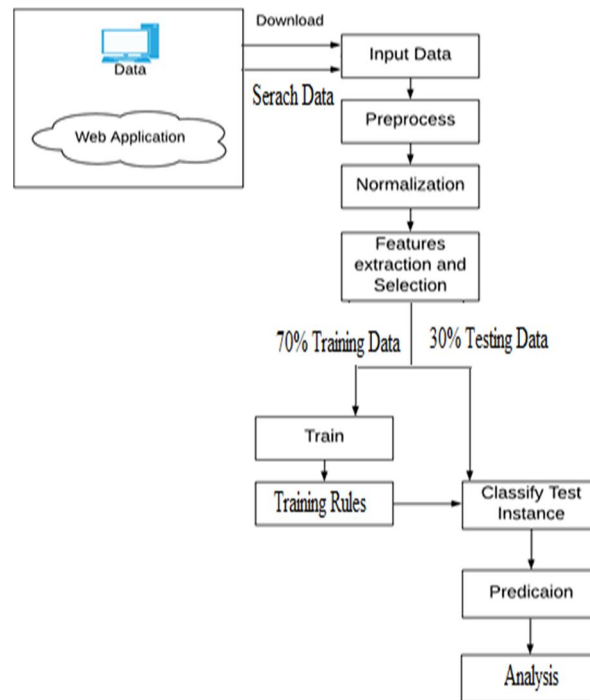 Download
Data
Serach Data
Web Application
Input Data
Preprocess
Normalization
Features
extraction and
Selection
70% Training Data
30% Testing Data
Train
Training Rules
Classify Test
Instance
Predicaion
Analysis